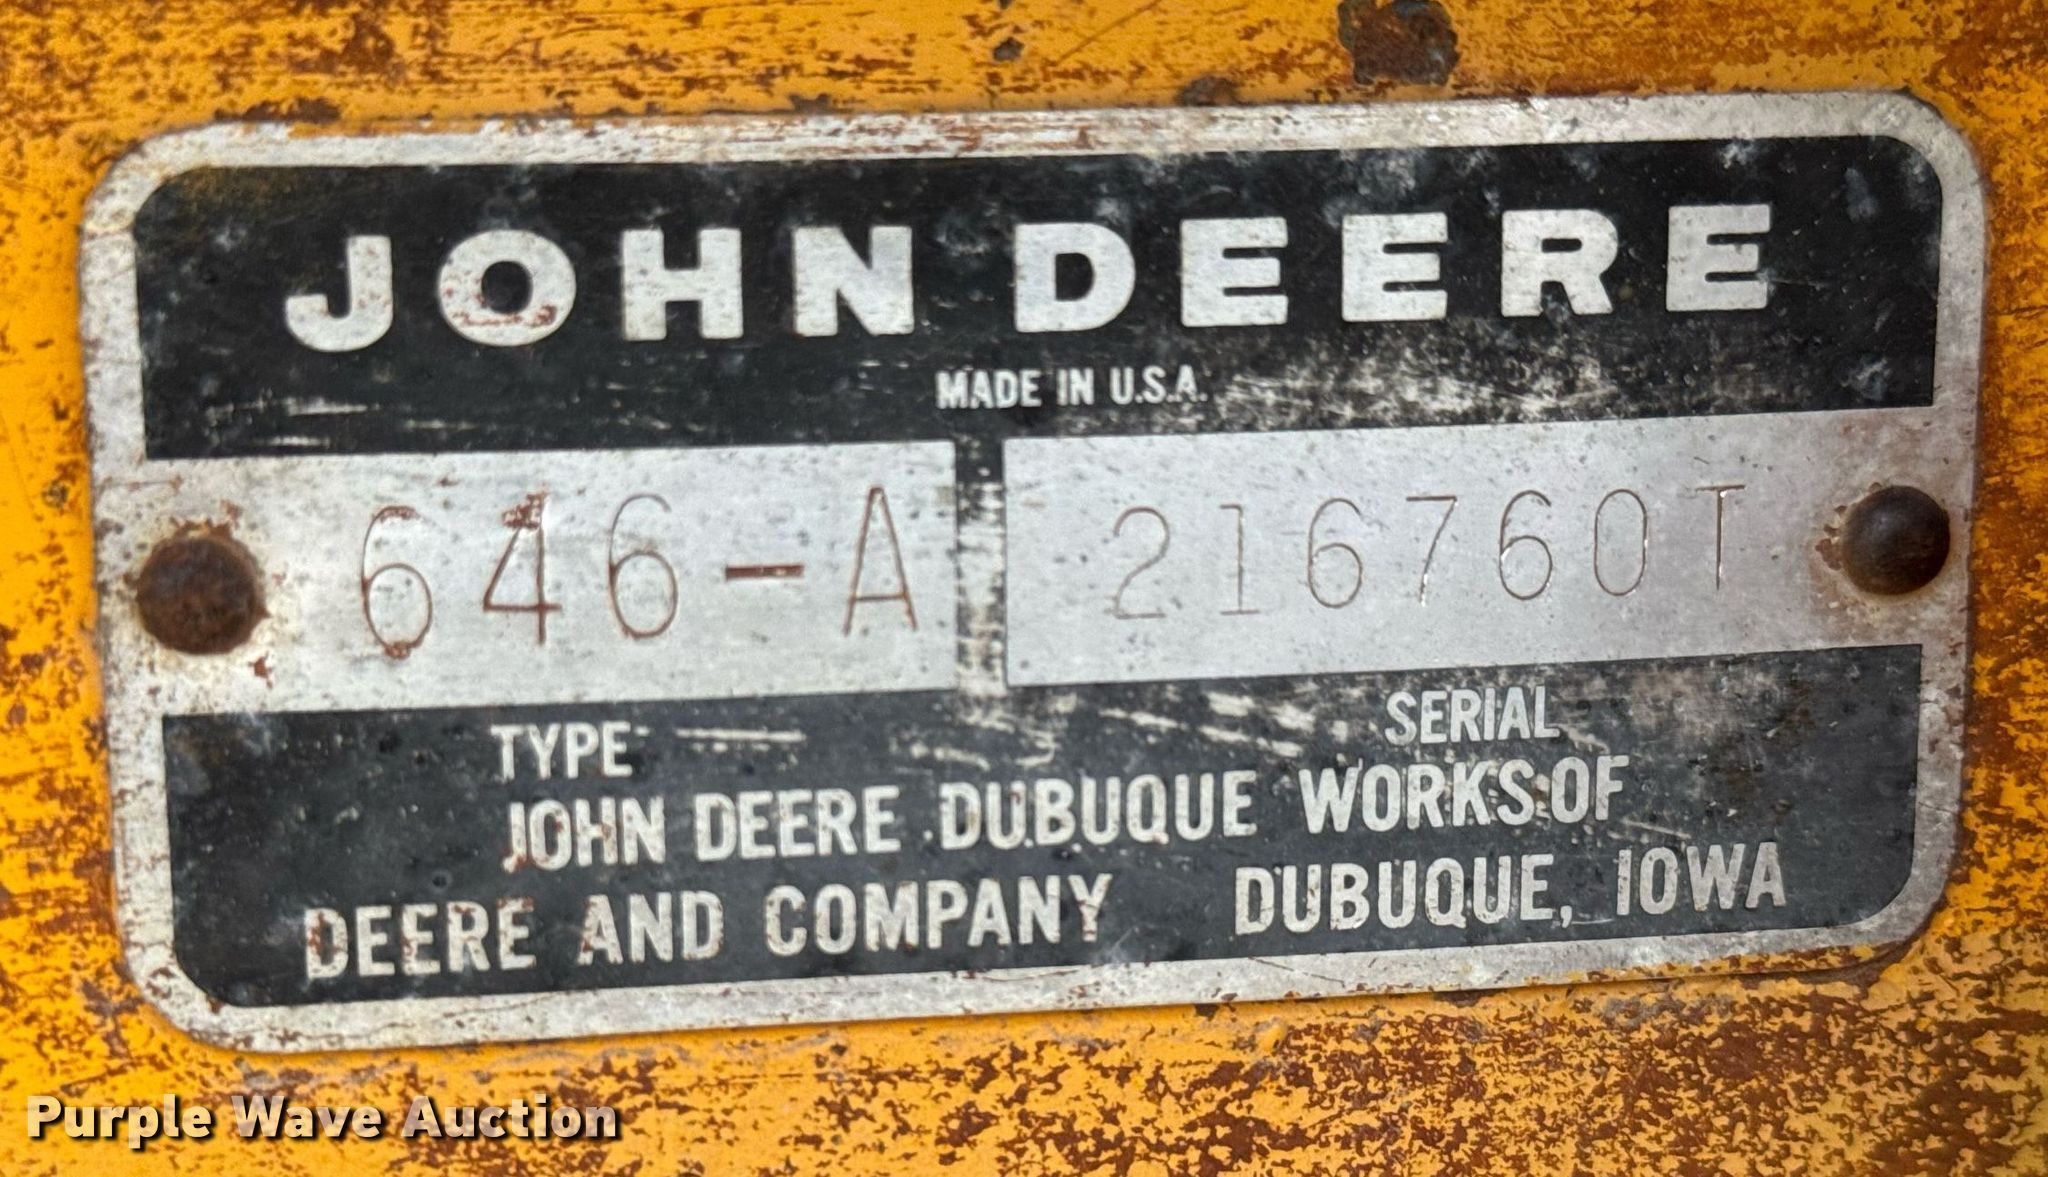 JOHN DEERE
MADE IN U.S.A.
646-A 216760T
TYPE SERIAL
JOHN DEERE DUBUQUE WORKS OF
DEERE AND COMPANY DUBUQUE, IOWA
Purple Wave Auction